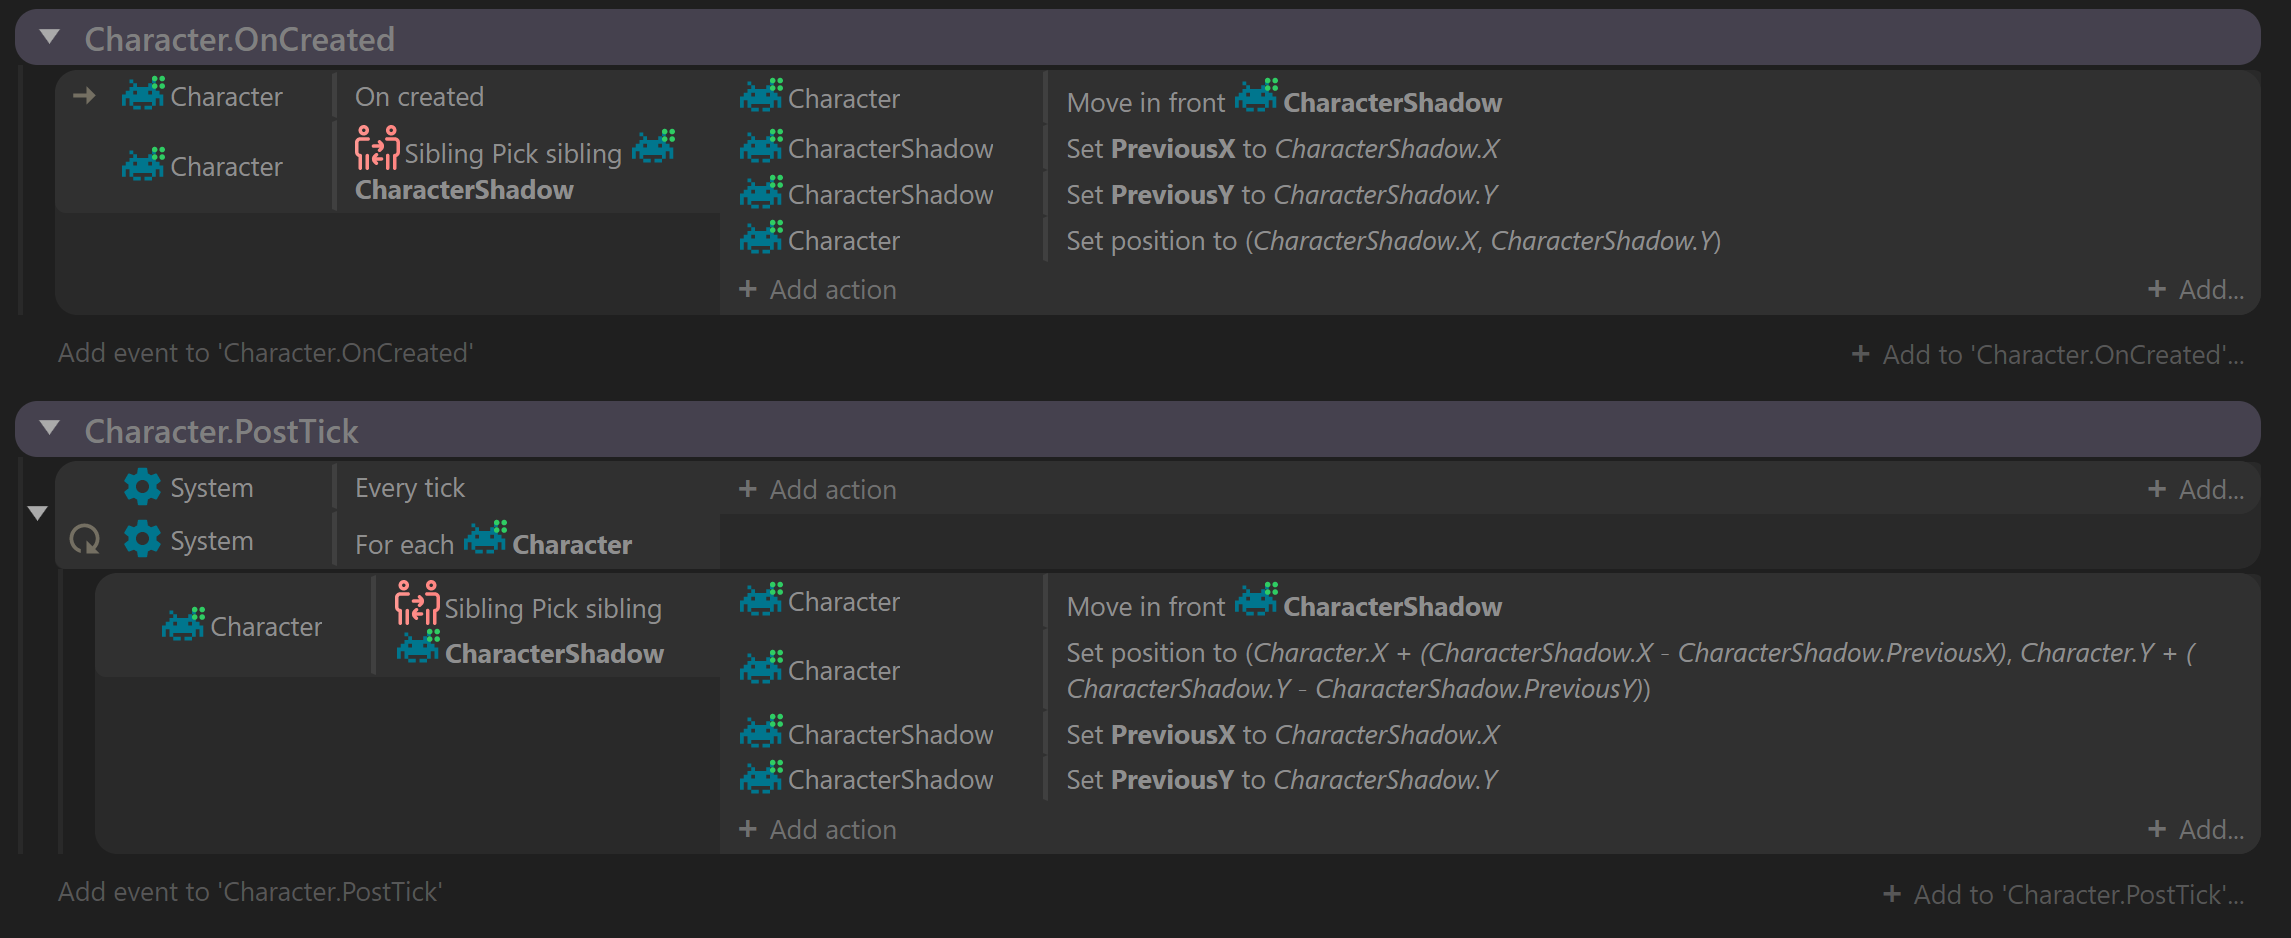 Character.OnCreated
Character On created
Character Sibling Pick sibling
CharacterShadow
Character Move in front CharacterShadow
CharacterShadow Set PreviousX to CharacterShadow.X
CharacterShadow Set PreviousY to CharacterShadow.Y
Character Set position to (CharacterShadow.X, CharacterShadow.Y)
+ Add action
+ Add...
Add event to 'Character.OnCreated'
+ Add to 'Character.OnCreated'...
Character.PostTick
System Every tick
+ Add action
+ Add...
System For each Character
Character Sibling Pick sibling
CharacterShadow
Character Move in front CharacterShadow
Character Set position to (Character.X + (CharacterShadow.X - CharacterShadow.PreviousX), Character.Y + (
CharacterShadow.Y - CharacterShadow.PreviousY))
CharacterShadow Set PreviousX to CharacterShadow.X
CharacterShadow Set PreviousY to CharacterShadow.Y
+ Add action
+ Add...
Add event to 'Character.PostTick'
+ Add to 'Character.PostTick'...